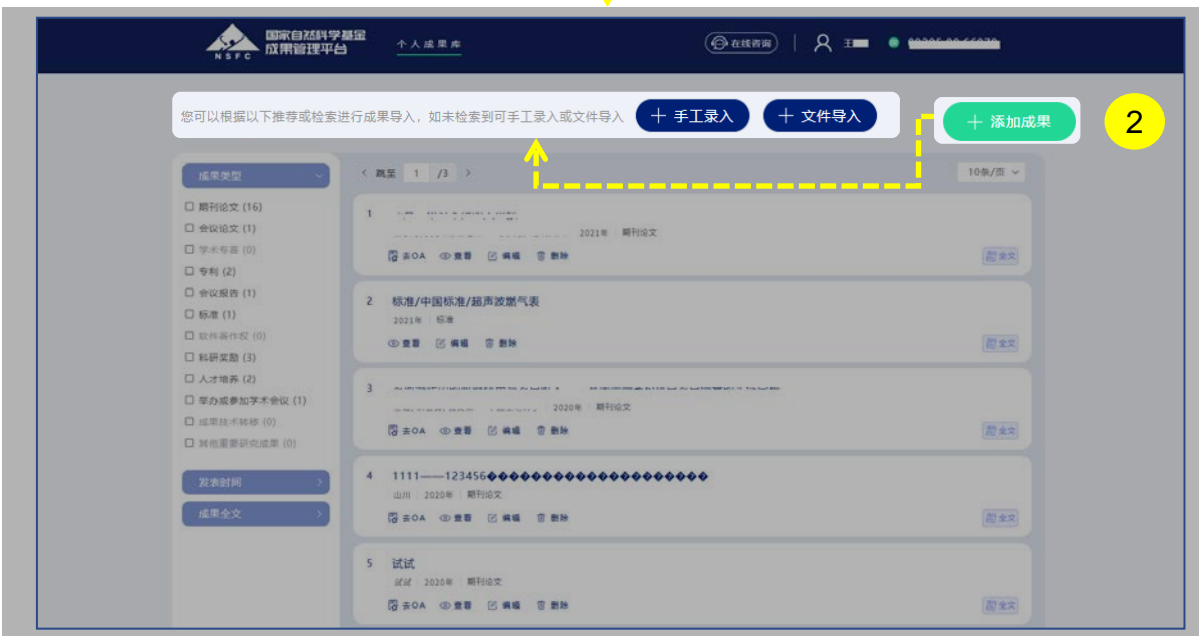 国家自然科学基金
成果管理平台
NSFC
个人成果库
在线咨询
王
您可以根据以下推荐或检索进行成果导入，如未检索到可手工录入或文件导入
+ 手工录入
+ 文件导入
+ 添加成果
2
成果类型
期刊论文 (16)
会议论文 (1)
学术专著 (0)
专利 (2)
会议报告 (1)
标准 (1)
软件著作权 (0)
科研奖励 (3)
人才培养 (2)
举办或参加学术会议 (1)
成果技术转移 (0)
其他重要研究成果 (0)
发表时间
成果全文
< 跳至 1 /3 >
10条/页
1
2021年 期刊论文
去OA 查看 编辑 删除
全文
2 标准/中国标准/超声波燃气表
2021年 标准
查看 编辑 删除
全文
3
2020年 期刊论文
去OA 查看 编辑 删除
全文
4 1111——123456��������������������
山川 2020年 期刊论文
去OA 查看 编辑 删除
全文
5 试试
试试 2020年 期刊论文
去OA 查看 编辑 删除
全文